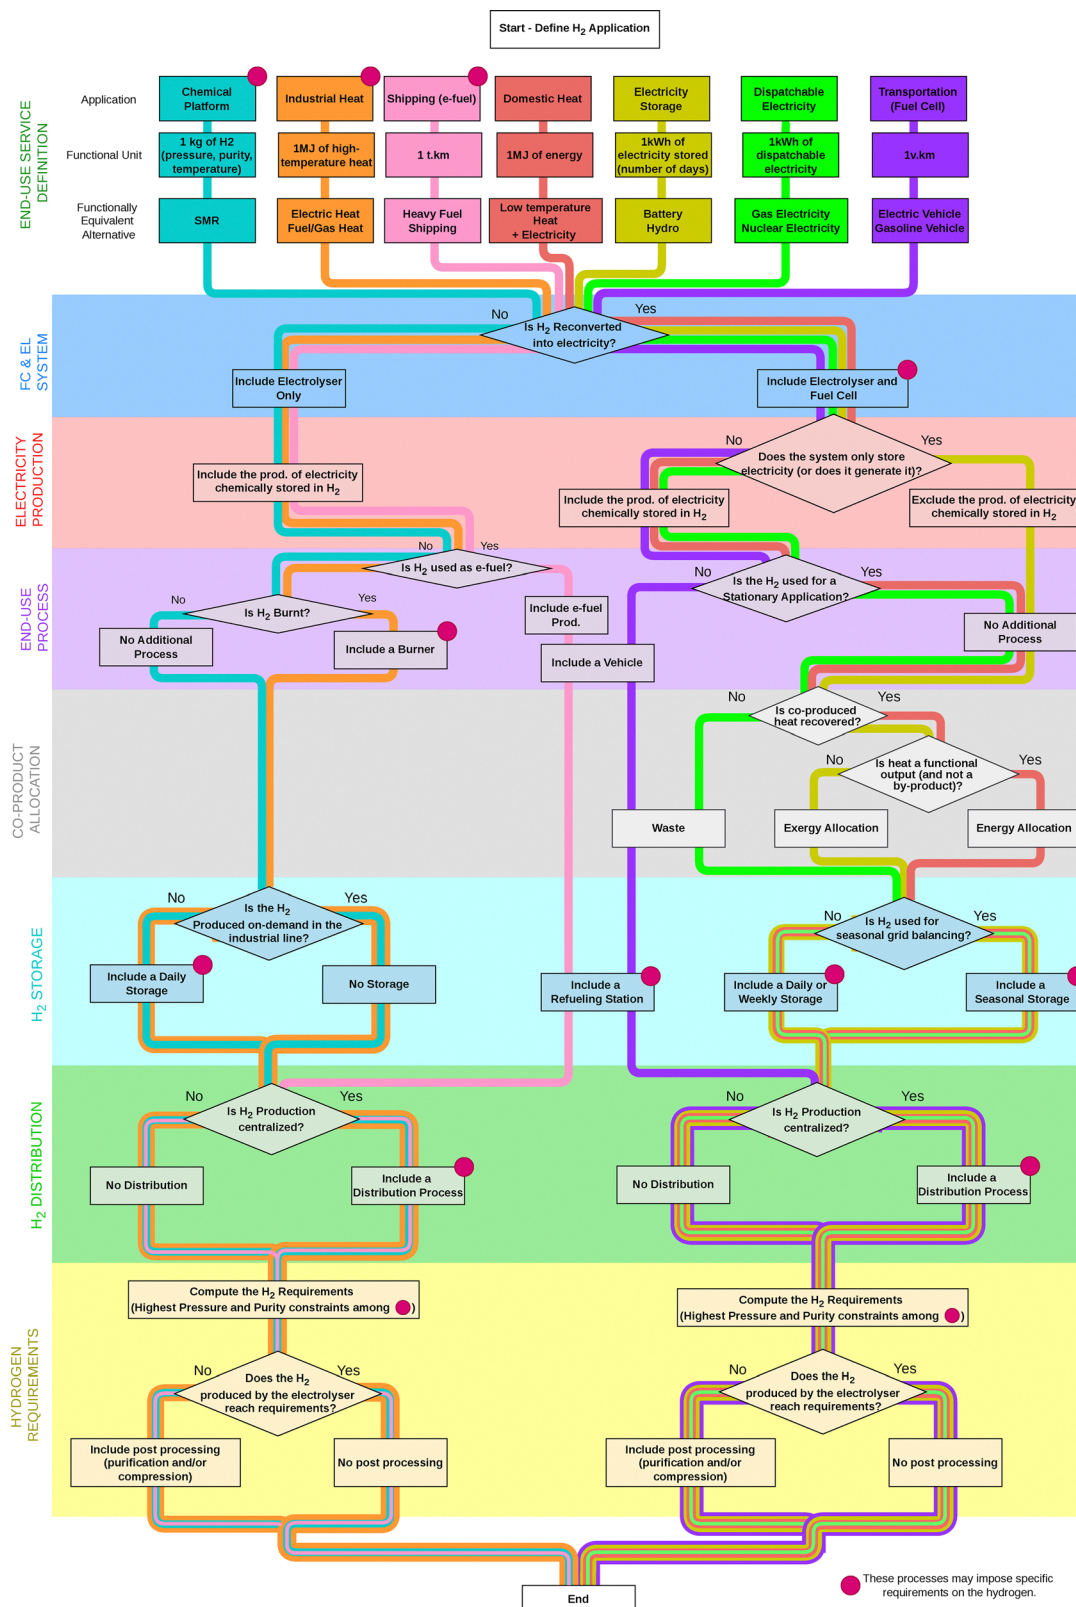 Start - Define H2 Application
END-USE SERVICE
DEFINITION
Application
Chemical
Platform
Industrial Heat
Shipping (e-fuel)
Domestic Heat
Electricity
Storage
Dispatchable
Electricity
Transportation
(Fuel Cell)
Functional Unit
1 kg of H2
(pressure, purity,
temperature)
1MJ of high-
temperature heat
1 t.km
1MJ of energy
1kWh of
electricity stored
(number of days)
1kWh of
dispatchable
electricity
1v.km
Functionally
Equivalent
Alternative
SMR
Electric Heat
Fuel/Gas Heat
Heavy Fuel
Shipping
Low temperature
Heat
+ Electricity
Battery
Hydro
Gas Electricity
Nuclear Electricity
Electric Vehicle
Gasoline Vehicle
FC & EL
SYSTEM
No
Yes
Is H2 Reconverted
into electricity?
Include Electrolyser
Only
Include Electrolyser and
Fuel Cell
ELECTRICITY
PRODUCTION
No
Yes
Does the system only store
electricity (or does it generate it)?
Include the prod. of electricity
chemically stored in H2
Include the prod. of electricity
chemically stored in H2
Exclude the prod. of electricity
chemically stored in H2
END-USE
PROCESS
No
Yes
Is H2 used as e-fuel?
No
Yes
Is the H2 used for a
Stationary Application?
No
Yes
Is H2 Burnt?
Include e-fuel
Prod.
No Additional
Process
Include a Burner
Include a Vehicle
No Additional
Process
CO-PRODUCT
ALLOCATION
No
Yes
Is co-produced
heat recovered?
No
Yes
Is heat a functional
output (and not a
by-product)?
Waste
Exergy Allocation
Energy Allocation
H2 STORAGE
No
Yes
Is the H2
Produced on-demand in the
industrial line?
No
Yes
Is H2 used for
seasonal grid balancing?
Include a Daily
Storage
No Storage
Include a
Refueling Station
Include a Daily or
Weekly Storage
Include a
Seasonal Storage
H2 DISTRIBUTION
No
Yes
Is H2 Production
centralized?
No
Yes
Is H2 Production
centralized?
No Distribution
Include a
Distribution Process
No Distribution
Include a
Distribution Process
HYDROGEN
REQUIREMENTS
Compute the H2 Requirements
(Highest Pressure and Purity constraints among )
Compute the H2 Requirements
(Highest Pressure and Purity constraints among )
No
Yes
Does the H2
produced by the electrolyser
reach requirements?
No
Yes
Does the H2
produced by the electrolyser
reach requirements?
Include post processing
(purification and/or
compression)
No post processing
Include post processing
(purification and/or
compression)
No post processing
These processes may impose specific
requirements on the hydrogen.
End